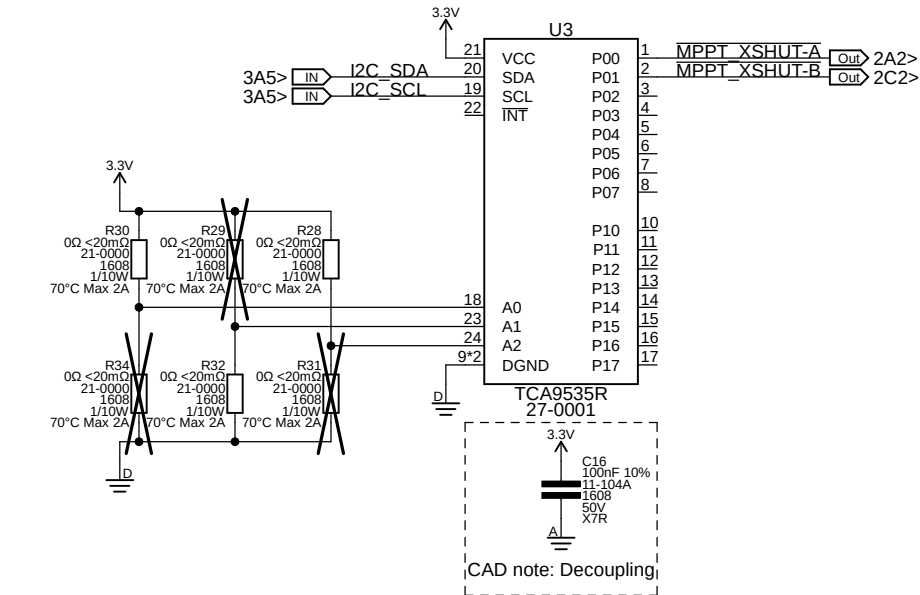 3.3V
U3
21 VCC P00 1 MPPT_XSHUT-A Out 2A2>
3A5> IN I2C_SDA 20 SDA P01 2 MPPT_XSHUT-B Out 2C2>
3A5> IN I2C_SCL 19 SCL P02 3
22 INT P03 4
P04 5
P05 6
P06 7
P07 8
3.3V
P10 10
P11 11
P12 12
P13 13
P14 14
P15 15
P16 16
P17 17
R30
0Ω <20mΩ
21-0000
1608
1/10W
70°C Max 2A
R29
0Ω <20mΩ
21-0000
1608
1/10W
70°C Max 2A
R28
0Ω <20mΩ
21-0000
1608
1/10W
70°C Max 2A
18 A0
23 A1
24 A2
9*2 DGND
R34
0Ω <20mΩ
21-0000
1608
1/10W
70°C Max 2A
R32
0Ω <20mΩ
21-0000
1608
1/10W
70°C Max 2A
R31
0Ω <20mΩ
21-0000
1608
1/10W
70°C Max 2A
D
D
TCA9535R
27-0001
3.3V
C16
100nF 10%
11-104A
1608
50V
X7R
A
CAD note: Decoupling